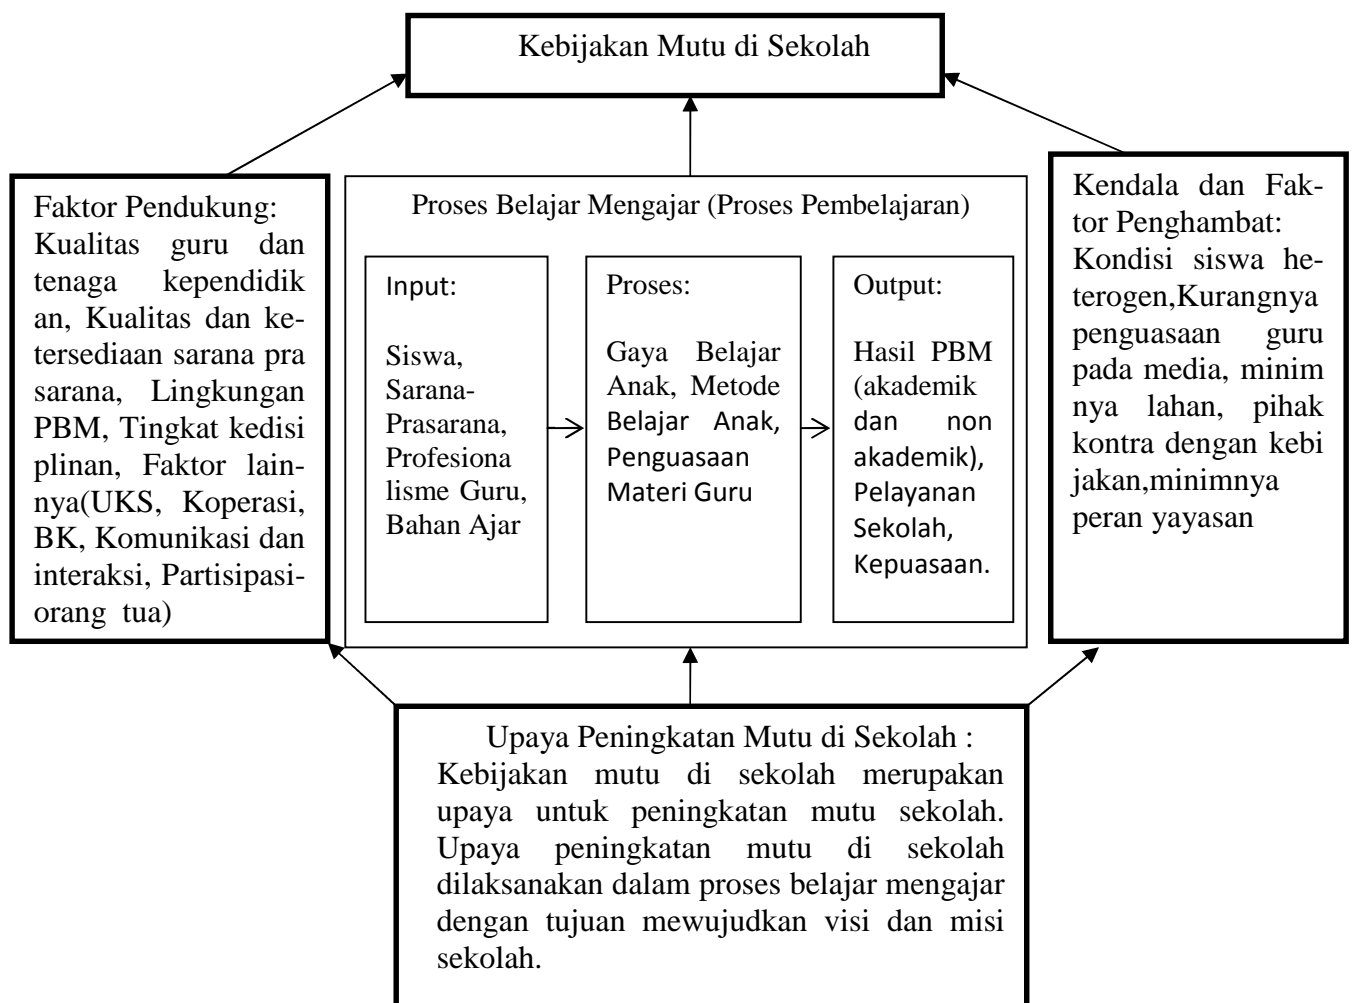 Kebijakan Mutu di Sekolah
Faktor Pendukung:
Kualitas guru dan
tenaga kependidik
an, Kualitas dan ke-
tersediaan sarana pra
sarana, Lingkungan
PBM, Tingkat kedisi
plinan, Faktor lain-
nya(UKS, Koperasi,
BK, Komunikasi dan
interaksi, Partisipasi-
orang tua)
Proses Belajar Mengajar (Proses Pembelajaran)
Input:
Siswa,
Sarana-
Prasarana,
Profesiona
lisme Guru,
Bahan Ajar
Proses:
Gaya Belajar
Anak, Metode
Belajar Anak,
Penguasaan
Materi Guru
Output:
Hasil PBM
(akademik
dan non
akademik),
Pelayanan
Sekolah,
Kepuasaan.
Kendala dan Fak-
tor Penghambat:
Kondisi siswa he-
terogen,Kurangnya
penguasaan guru
pada media, minim
nya lahan, pihak
kontra dengan kebi
jakan,minimnya
peran yayasan
Upaya Peningkatan Mutu di Sekolah :
Kebijakan mutu di sekolah merupakan
upaya untuk peningkatan mutu sekolah.
Upaya peningkatan mutu di sekolah
dilaksanakan dalam proses belajar mengajar
dengan tujuan mewujudkan visi dan misi
sekolah.